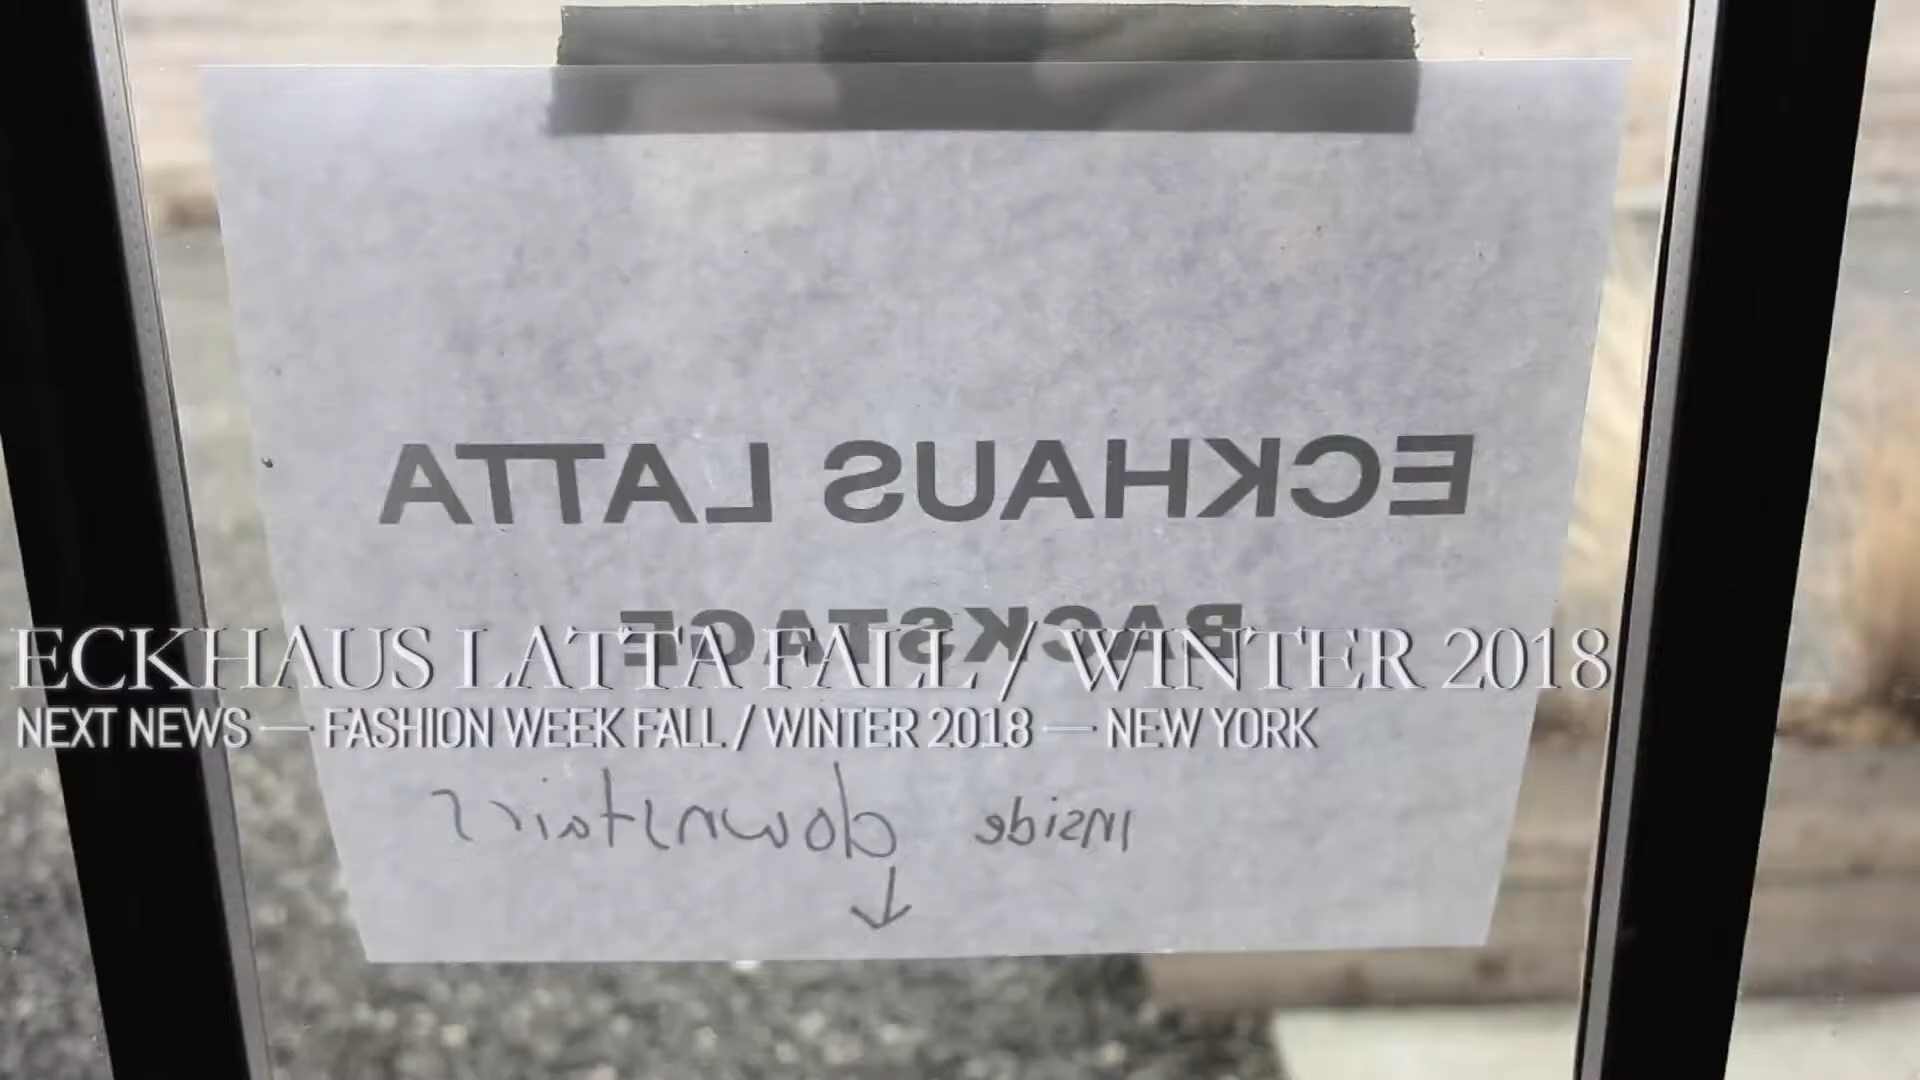 ECKHAUS LATTA
BACKSTAGE
ECKHAUS LATTA FALL / WINTER 2018
NEXT NEWS — FASHION WEEK FALL / WINTER 2018 — NEW YORK
inside downstairs